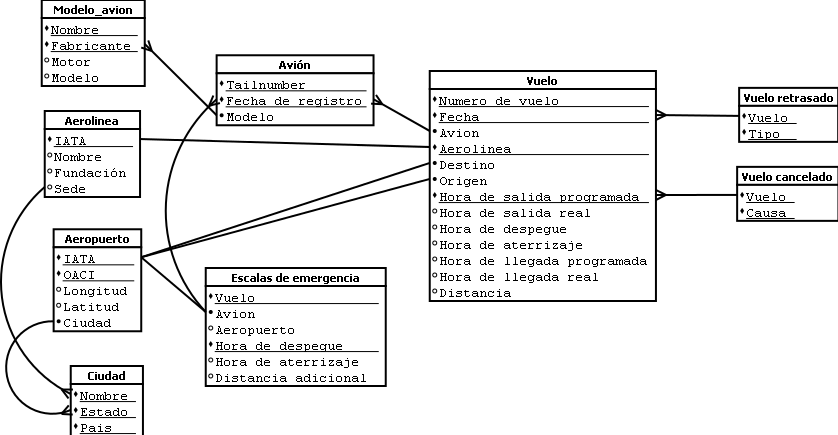 Modelo_avion
Nombre
Fabricante
Motor
Modelo
Avión
Tailnumber
Fecha de registro
Modelo
Vuelo
Numero de vuelo
Fecha
Avion
Aerolinea
Destino
Origen
Hora de salida programada
Hora de salida real
Hora de despegue
Hora de aterrizaje
Hora de llegada programada
Hora de llegada real
Distancia
Vuelo retrasado
Vuelo
Tipo
Vuelo cancelado
Vuelo
Causa
Aerolinea
IATA
Nombre
Fundación
Sede
Aeropuerto
IATA
OACI
Longitud
Latitud
Ciudad
Escalas de emergencia
Vuelo
Avion
Aeropuerto
Hora de despegue
Hora de aterrizaje
Distancia adicional
Ciudad
Nombre
Estado
Pais